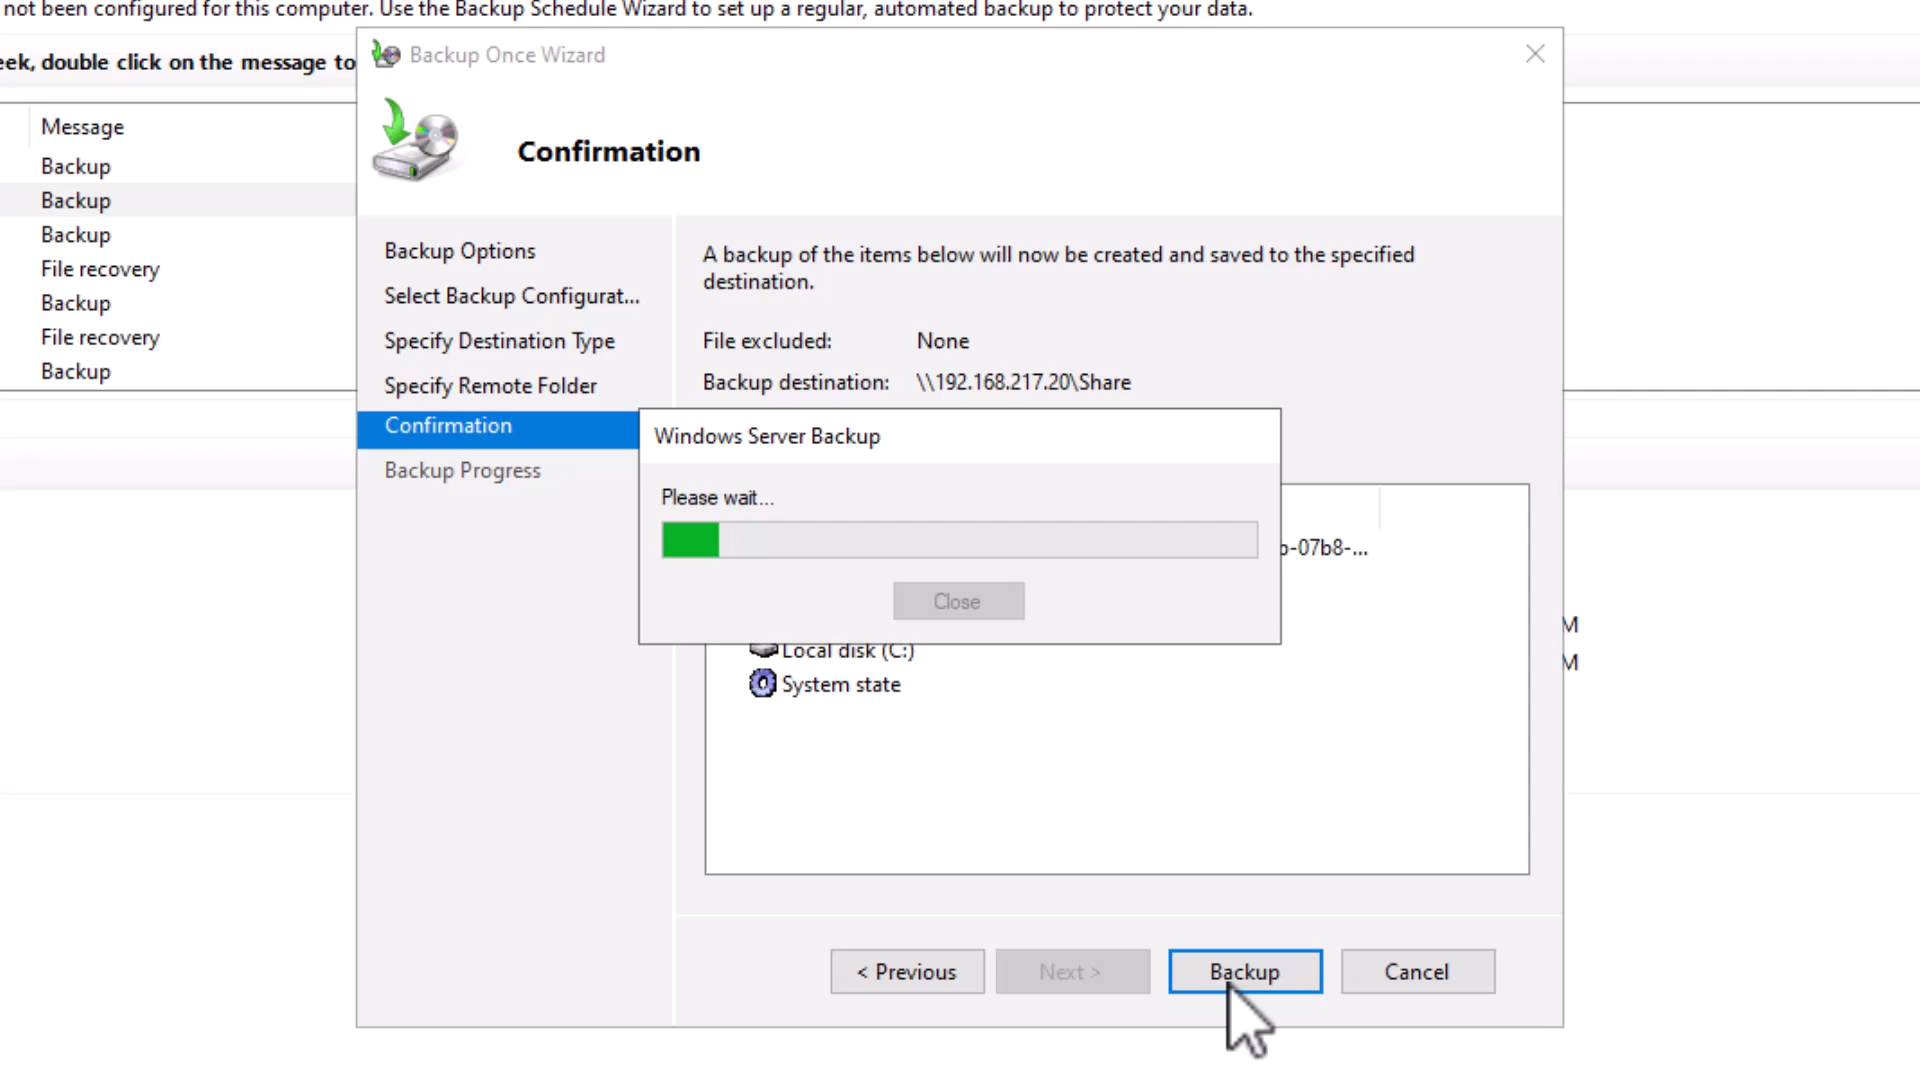 not been configured for this computer. Use the Backup Schedule Wizard to set up a regular, automated backup to protect your data.
eek, double click on the message to
Message
Backup
Backup
Backup
File recovery
Backup
File recovery
Backup
Backup Once Wizard
Confirmation
Backup Options
Select Backup Configurat...
Specify Destination Type
Specify Remote Folder
Confirmation
Backup Progress
A backup of the items below will now be created and saved to the specified
destination.
File excluded: None
Backup destination: \\192.168.217.20\Share
Windows Server Backup
Please wait...
Close
-07b8-...
Local disk (C:)
System state
M
M
< Previous
Next >
Backup
Cancel